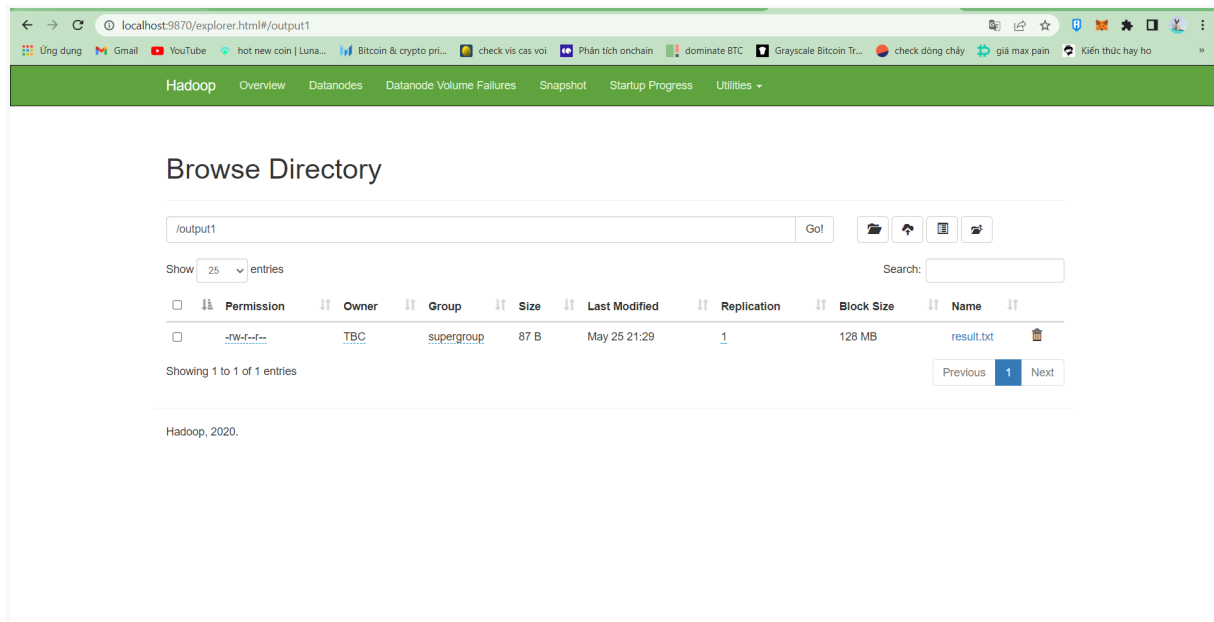 localhost:9870/explorer.html#/output1
Ứng dụng Gmail YouTube hot new coin | Luna... Bitcoin & crypto pri... check vis cas voi Phân tích onchain dominate BTC Grayscale Bitcoin Tr... check dòng chảy giá max pain Kiến thức hay ho »
Hadoop Overview Datanodes Datanode Volume Failures Snapshot Startup Progress Utilities
Browse Directory
/output1 Go!
Show 25 entries Search:
Permission Owner Group Size Last Modified Replication Block Size Name
-rw-r--r-- TBC supergroup 87 B May 25 21:29 1 128 MB result.txt
Showing 1 to 1 of 1 entries Previous 1 Next
Hadoop, 2020.